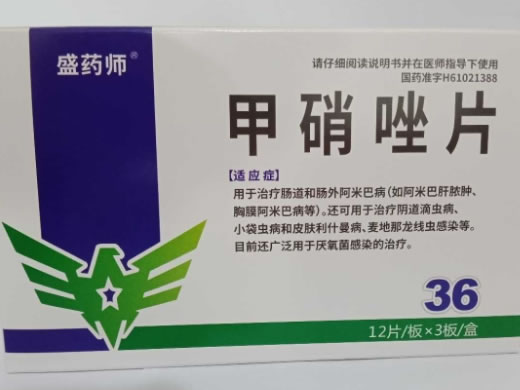 盛药师®
请仔细阅读说明书并在医师指导下使用
国药准字H61021388
甲硝唑片
【适应症】
用于治疗肠道和肠外阿米巴病(如阿米巴肝脓肿、
胸膜阿米巴病等)。还可用于治疗阴道滴虫病、
小袋虫病和皮肤利什曼病、麦地那龙线虫感染等。
目前还广泛用于厌氧菌感染的治疗。
36
12片/板×3板/盒